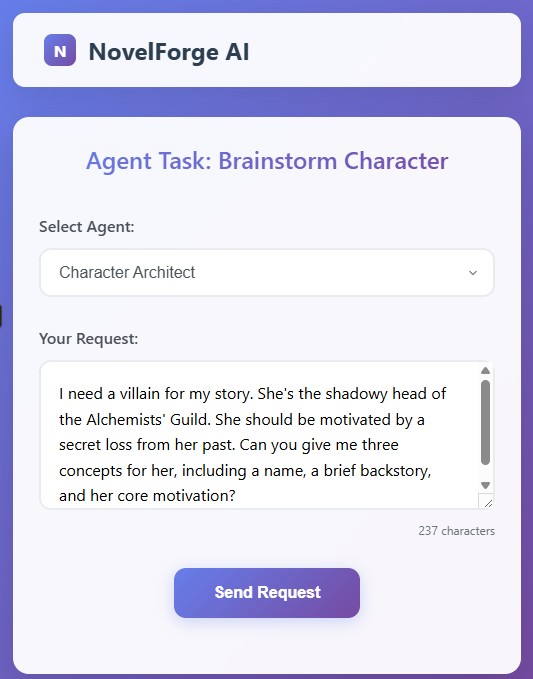 N NovelForge AI
Agent Task: Brainstorm Character
Select Agent:
Character Architect
Your Request:
I need a villain for my story. She's the shadowy head of
the Alchemists' Guild. She should be motivated by a
secret loss from her past. Can you give me three
concepts for her, including a name, a brief backstory,
and her core motivation?
237 characters
Send Request